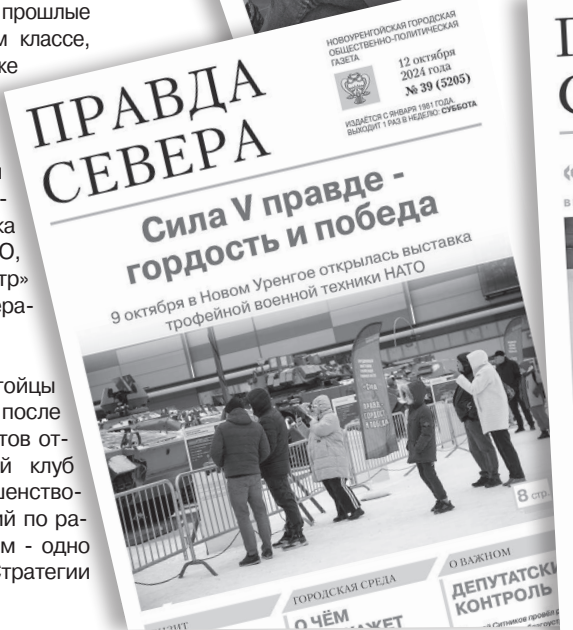 прошлые
м классе,
же
ка
О,
тр»
ера-
тойцы
после
тов от-
й клуб
шенство-
ий по ра-
м - одно
Стратегии
ПРАВДА
СЕВЕРА
НОВОУРЕНГОЙСКАЯ ГОРОДСКАЯ
ОБЩЕСТВЕННО-ПОЛИТИЧЕСКАЯ
ГАЗЕТА
12 октября
2024 года
№ 39 (5205)
ИЗДАЁТСЯ С ЯНВАРЯ 1981 ГОДА.
ВЫХОДИТ 1 РАЗ В НЕДЕЛЮ: СУББОТА
Сила V правде -
гордость и победа
9 октября в Новом Уренгое открылась выставка
трофейной военной техники НАТО
8 стр.
ГОРОДСКАЯ СРЕДА
О ЧЁМ
О ВАЖНОМ
ДЕПУТАТСК
КОНТРОЛЬ